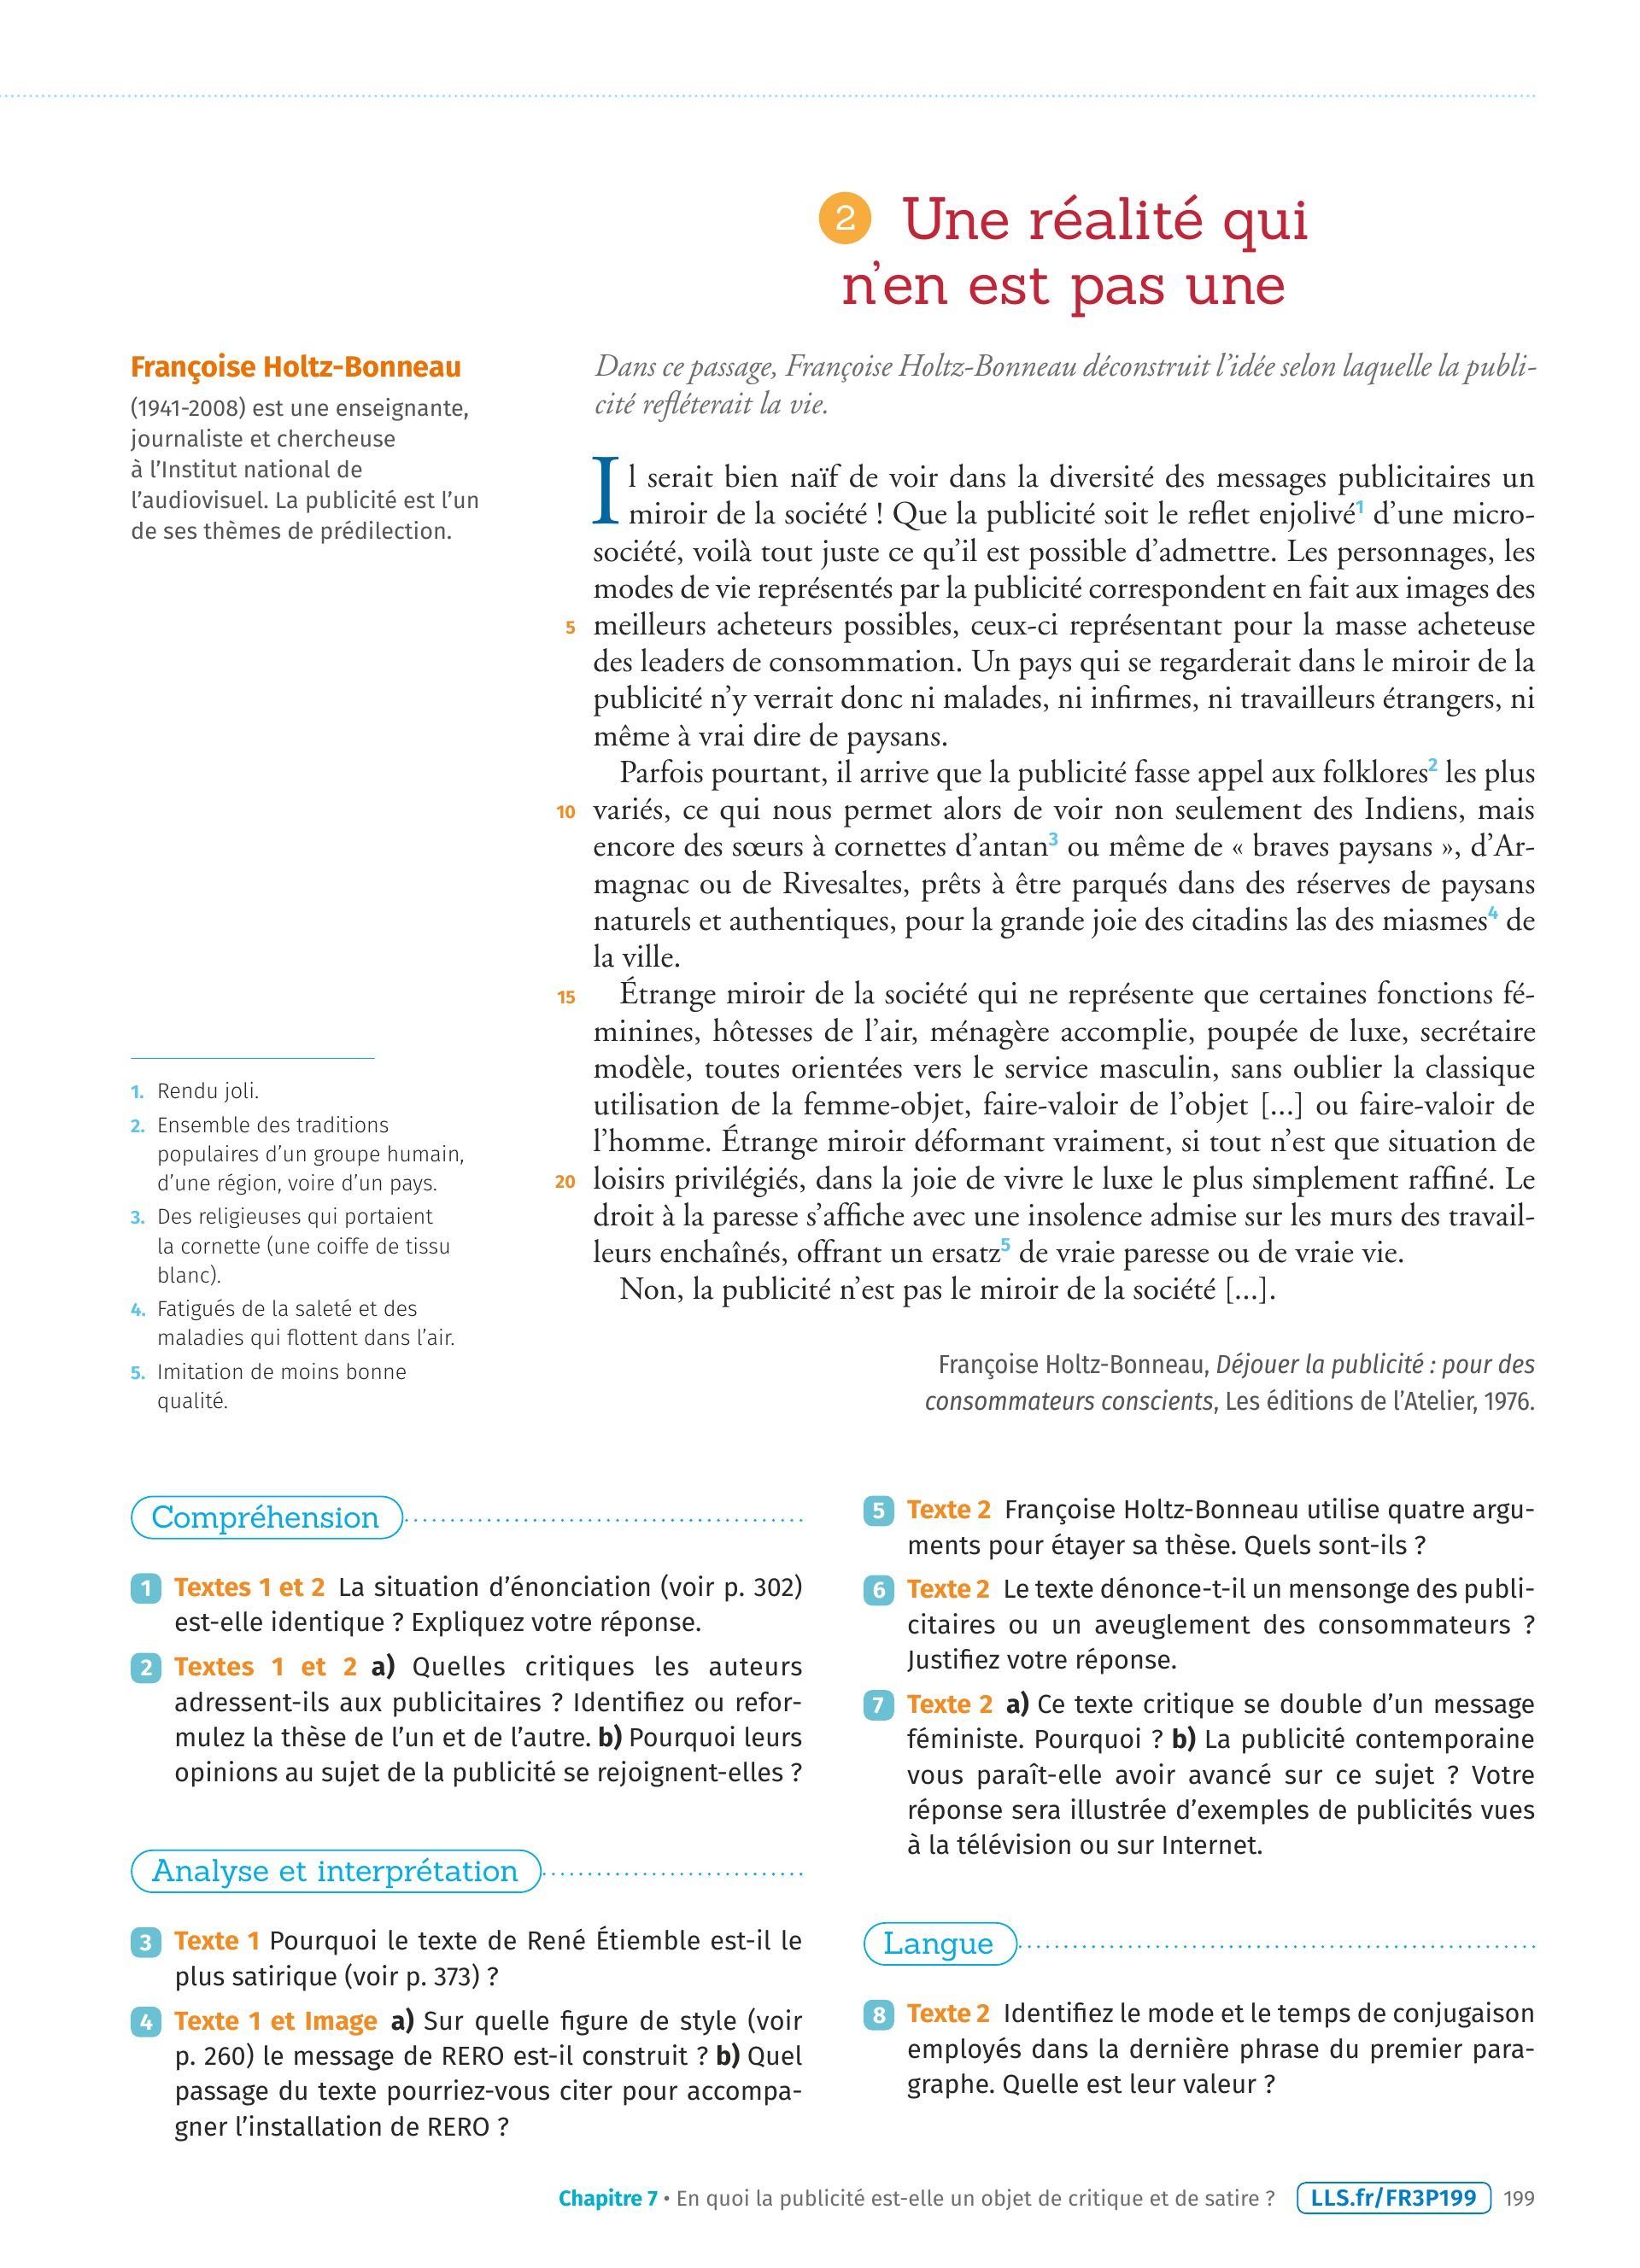 2 Une réalité qui
n'en est pas une
Françoise Holtz-Bonneau
(1941-2008) est une enseignante,
journaliste et chercheuse
à l'Institut national de
l'audiovisuel. La publicité est l'un
de ses thèmes de prédilection.
Dans ce passage, Françoise Holtz-Bonneau déconstruit l'idée selon laquelle la publi-
cité refléterait la vie.
Il serait bien naïf de voir dans la diversité des messages publicitaires un
miroir de la société ! Que la publicité soit le reflet enjolivé1 d'une micro-
société, voilà tout juste ce qu'il est possible d'admettre. Les personnages, les
modes de vie représentés par la publicité correspondent en fait aux images des
5 meilleurs acheteurs possibles, ceux-ci représentant pour la masse acheteuse
des leaders de consommation. Un pays qui se regarderait dans le miroir de la
publicité n'y verrait donc ni malades, ni infirmes, ni travailleurs étrangers, ni
même à vrai dire de paysans.
Parfois pourtant, il arrive que la publicité fasse appel aux folklores2 les plus
10 variés, ce qui nous permet alors de voir non seulement des Indiens, mais
encore des sœurs à cornettes d'antan3 ou même de « braves paysans », d'Ar-
magnac ou de Rivesaltes, prêts à être parqués dans des réserves de paysans
naturels et authentiques, pour la grande joie des citadins las des miasmes4 de
la ville.
15 Étrange miroir de la société qui ne représente que certaines fonctions fé-
minines, hôtesses de l'air, ménagère accomplie, poupée de luxe, secrétaire
modèle, toutes orientées vers le service masculin, sans oublier la classique
utilisation de la femme-objet, faire-valoir de l'objet [...] ou faire-valoir de
l'homme. Étrange miroir déformant vraiment, si tout n'est que situation de
20 loisirs privilégiés, dans la joie de vivre le luxe le plus simplement raffiné. Le
droit à la paresse s'affiche avec une insolence admise sur les murs des travail-
leurs enchaînés, offrant un ersatz5 de vraie paresse ou de vraie vie.
Non, la publicité n'est pas le miroir de la société [...].
Françoise Holtz-Bonneau, Déjouer la publicité : pour des
consommateurs conscients, Les éditions de l'Atelier, 1976.
1. Rendu joli.
2. Ensemble des traditions
populaires d'un groupe humain,
d'une région, voire d'un pays.
3. Des religieuses qui portaient
la cornette (une coiffe de tissu
blanc).
4. Fatigués de la saleté et des
maladies qui flottent dans l'air.
5. Imitation de moins bonne
qualité.
Compréhension
1 Textes 1 et 2 La situation d'énonciation (voir p. 302)
est-elle identique ? Expliquez votre réponse.
2 Textes 1 et 2 a) Quelles critiques les auteurs
adressent-ils aux publicitaires ? Identifiez ou refor-
mulez la thèse de l'un et de l'autre. b) Pourquoi leurs
opinions au sujet de la publicité se rejoignent-elles ?
Analyse et interprétation
3 Texte 1 Pourquoi le texte de René Étiemble est-il le
plus satirique (voir p. 373) ?
4 Texte 1 et Image a) Sur quelle figure de style (voir
p. 260) le message de RERO est-il construit ? b) Quel
passage du texte pourriez-vous citer pour accompa-
gner l'installation de RERO ?
5 Texte 2 Françoise Holtz-Bonneau utilise quatre argu-
ments pour étayer sa thèse. Quels sont-ils ?
6 Texte 2 Le texte dénonce-t-il un mensonge des publi-
citaires ou un aveuglement des consommateurs ?
Justifiez votre réponse.
7 Texte 2 a) Ce texte critique se double d'un message
féministe. Pourquoi ? b) La publicité contemporaine
vous paraît-elle avoir avancé sur ce sujet ? Votre
réponse sera illustrée d'exemples de publicités vues
à la télévision ou sur Internet.
Langue
8 Texte 2 Identifiez le mode et le temps de conjugaison
employés dans la dernière phrase du premier para-
graphe. Quelle est leur valeur ?
Chapitre 7 • En quoi la publicité est-elle un objet de critique et de satire ? LLS.fr/FR3P199 199